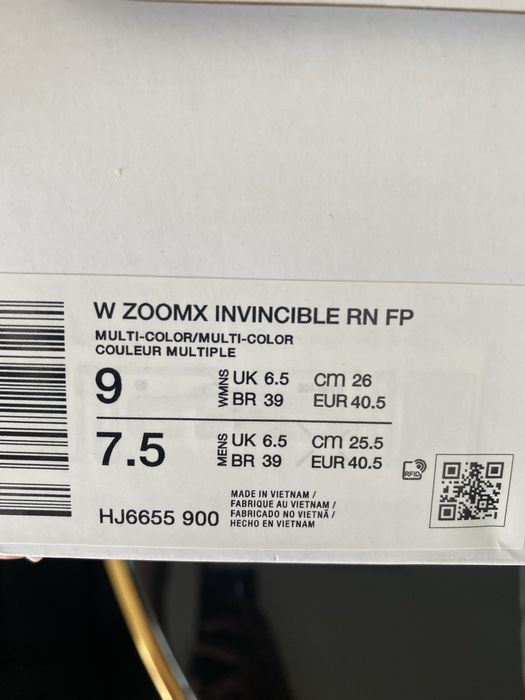 W ZOOMX INVINCIBLE RN FP
MULTI-COLOR/MULTI-COLOR
COULEUR MULTIPLE
9 WMNS UK 6.5 cm 26
BR 39 EUR 40.5
7.5 MENS UK 6.5 cm 25.5
BR 39 EUR 40.5
RFID
HJ6655 900
MADE IN VIETNAM /
FABRIQUE AU VIETNAM /
FABRICADO NO VIETNÃ /
HECHO EN VIETNAM